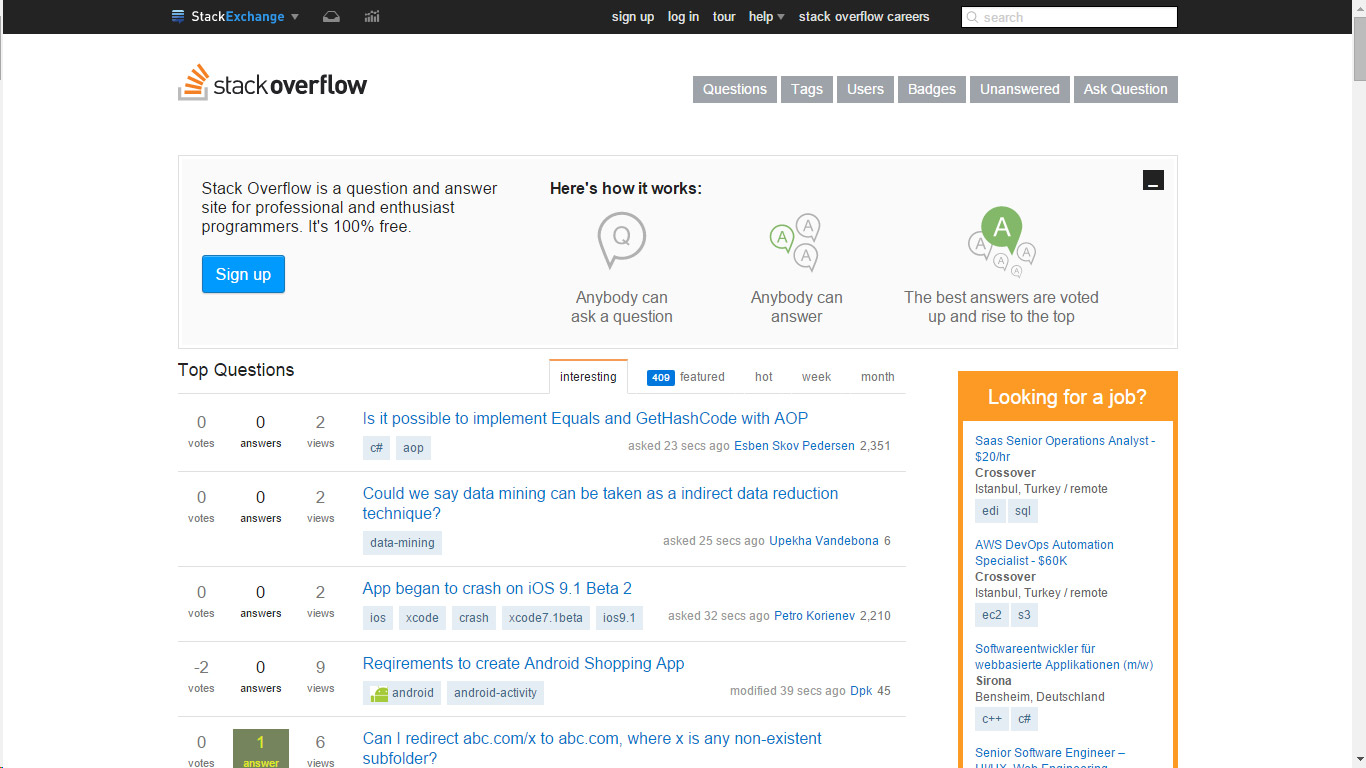 StackExchange
sign up log in tour help stack overflow careers
search
stackoverflow
Questions Tags Users Badges Unanswered Ask Question
Stack Overflow is a question and answer
site for professional and enthusiast
programmers. It's 100% free.
Sign up
Here's how it works:
Q
A
A
A
A
A
A
A
A
Anybody can
ask a question
Anybody can
answer
The best answers are voted
up and rise to the top
Top Questions
interesting 409 featured hot week month
0 votes 0 answers 2 views
Is it possible to implement Equals and GetHashCode with AOP
c# aop
asked 23 secs ago Esben Skov Pedersen 2,351
0 votes 0 answers 2 views
Could we say data mining can be taken as a indirect data reduction
technique?
data-mining
asked 25 secs ago Upekha Vandebona 6
0 votes 0 answers 2 views
App began to crash on iOS 9.1 Beta 2
ios xcode crash xcode7.1beta ios9.1
asked 32 secs ago Petro Korienev 2,210
-2 votes 0 answers 9 views
Reqirements to create Android Shopping App
android android-activity
modified 39 secs ago Dpk 45
0 votes 1 answer 6 views
Can I redirect abc.com/x to abc.com, where x is any non-existent
subfolder?
Looking for a job?
Saas Senior Operations Analyst -
$20/hr
Crossover
Istanbul, Turkey / remote
edi sql
AWS DevOps Automation
Specialist - $60K
Crossover
Istanbul, Turkey / remote
ec2 s3
Softwareentwickler für
webbasierte Applikationen (m/w)
Sirona
Bensheim, Deutschland
c++ c#
Senior Software Engineer –
UI/UX, Web Engineering